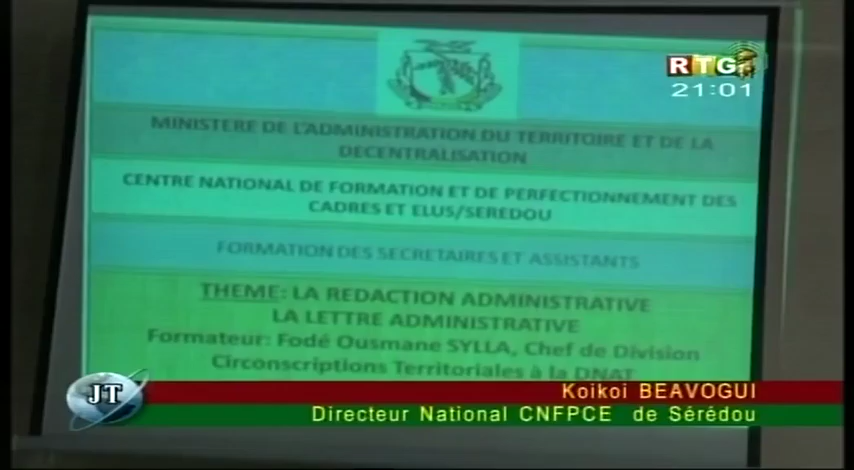 RTG
21:01
MINISTERE DE L'ADMINISTRATION DU TERRITOIRE ET DE LA
DECENTRALISATION
CENTRE NATIONAL DE FORMATION ET DE PERFECTIONNEMENT DES
CADRES ET ELUS/SEREDOU
FORMATION DES SECRETAIRES ET ASSISTANTS
THEME: LA REDACTION ADMINISTRATIVE
LA LETTRE ADMINISTRATIVE
Formateur: Fodé Ousmane SYLLA, Chef de Division
Circonscriptions Territoriales à la DNAT
JT
Koikoi BEAVOGUI
Directeur National CNFPCE de Sérédou